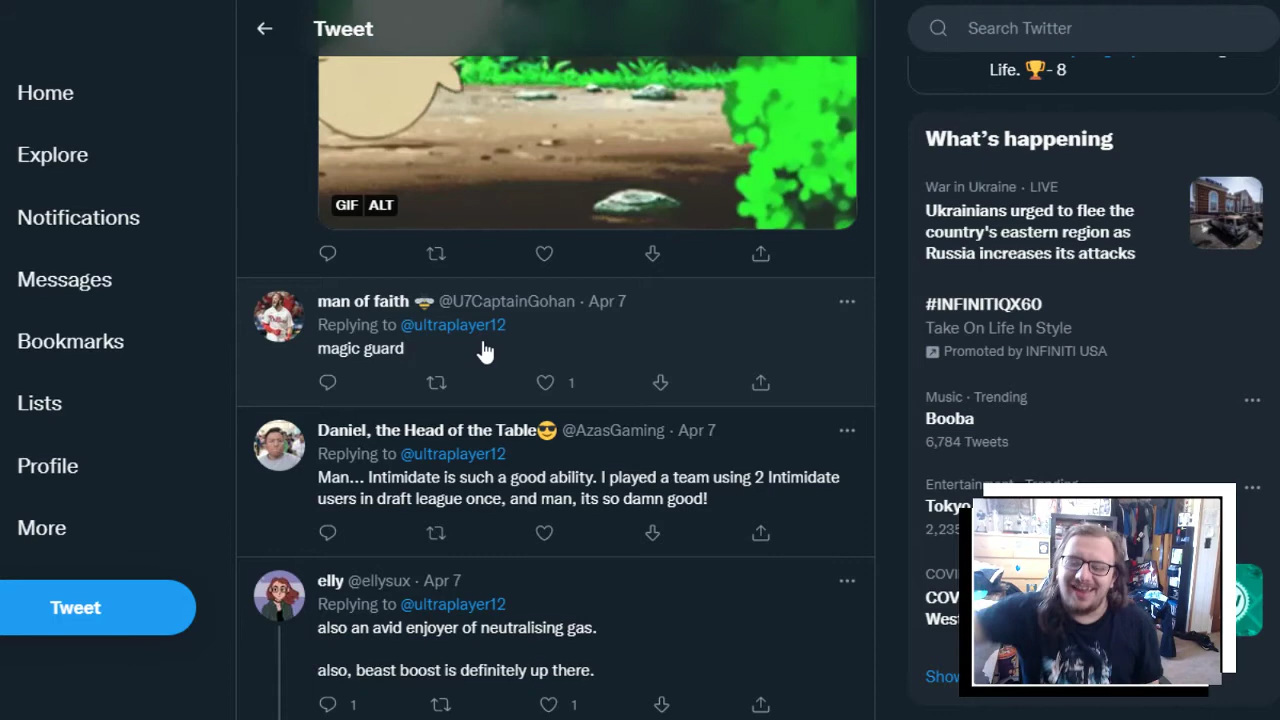 Home
Explore
Notifications
Messages
Bookmarks
Lists
Profile
More
Tweet
Tweet
GIF ALT
man of faith @U7CaptainGohan · Apr 7
Replying to @ultraplayer12
magic guard
1
Daniel, the Head of the Table😎 @AzasGaming · Apr 7
Replying to @ultraplayer12
Man... Intimidate is such a good ability. I played a team using 2 Intimidate
users in draft league once, and man, its so damn good!
elly @ellysux · Apr 7
Replying to @ultraplayer12
also an avid enjoyer of neutralising gas.
also, beast boost is definitely up there.
1 1
Search Twitter
Life. 🏆- 8
What's happening
War in Ukraine · LIVE
Ukrainians urged to flee the
country's eastern region as
Russia increases its attacks
#INFINITIQX60
Take On Life In Style
Promoted by INFINITI USA
Music · Trending
Booba
6,784 Tweets